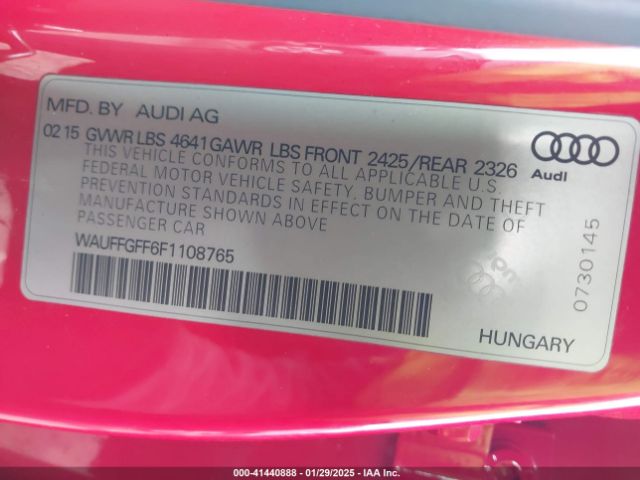 MFD. BY AUDI AG
02 15 GVWR LBS 4641 GAWR LBS FRONT 2425/REAR 2326
THIS VEHICLE CONFORMS TO ALL APPLICABLE U.S.
FEDERAL MOTOR VEHICLE SAFETY, BUMPER AND THEFT
PREVENTION STANDARDS IN EFFECT ON THE DATE OF
MANUFACTURE SHOWN ABOVE
PASSENGER CAR
WAUFFGFF6F1108765
Audi
0730145
HUNGARY
000-41440888 - 01/29/2025 - IAA Inc.